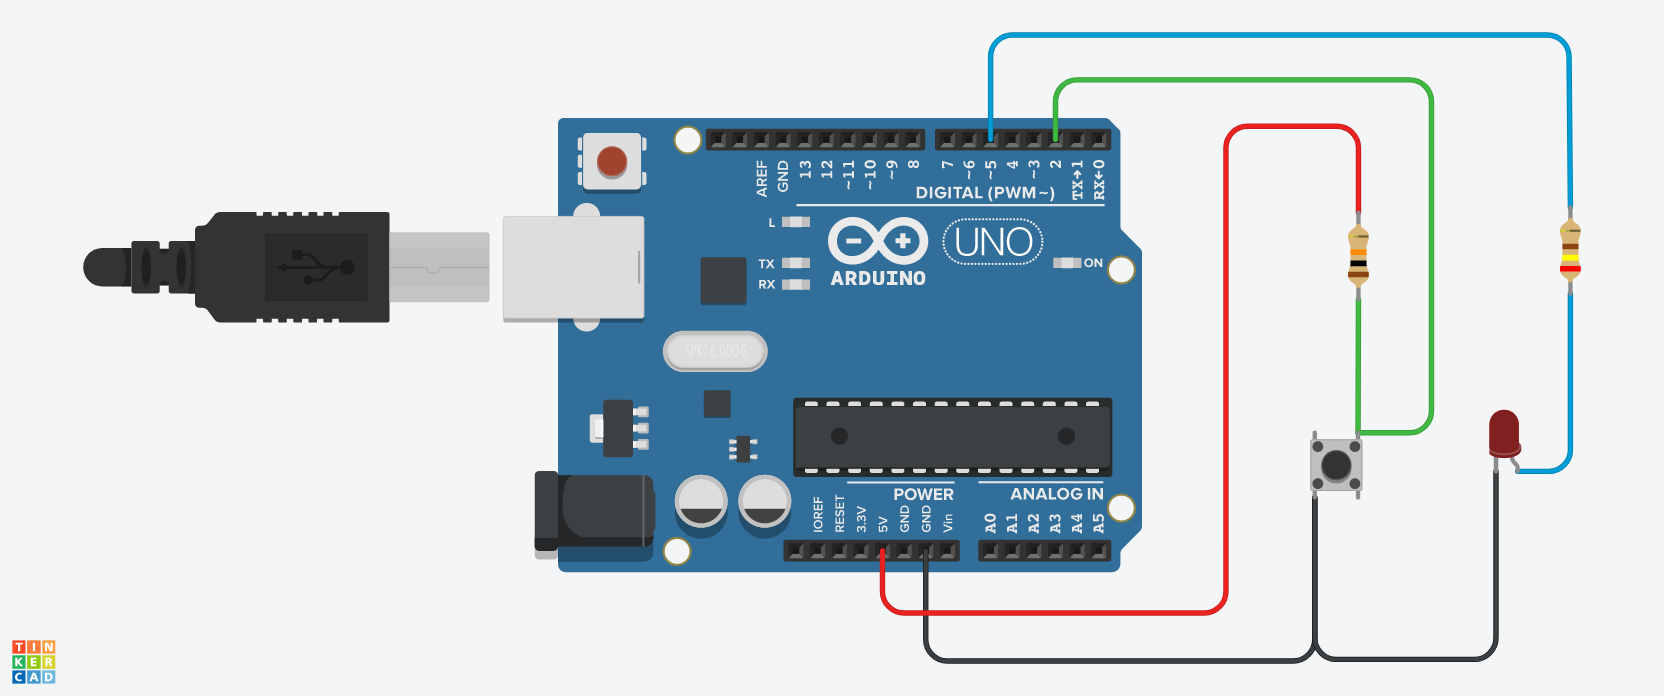 AREF
GND
13
12
~11
~10
~9
8
7
~6
~5
4
~3
2
TX→1
RX←0
DIGITAL (PWM~)
L
TX
RX
ARDUINO
UNO
ON
SPK16.000G
POWER
ANALOG IN
IOREF
RESET
3.3V
5V
GND
GND
Vin
A0
A1
A2
A3
A4
A5
TIN
KER
CAD